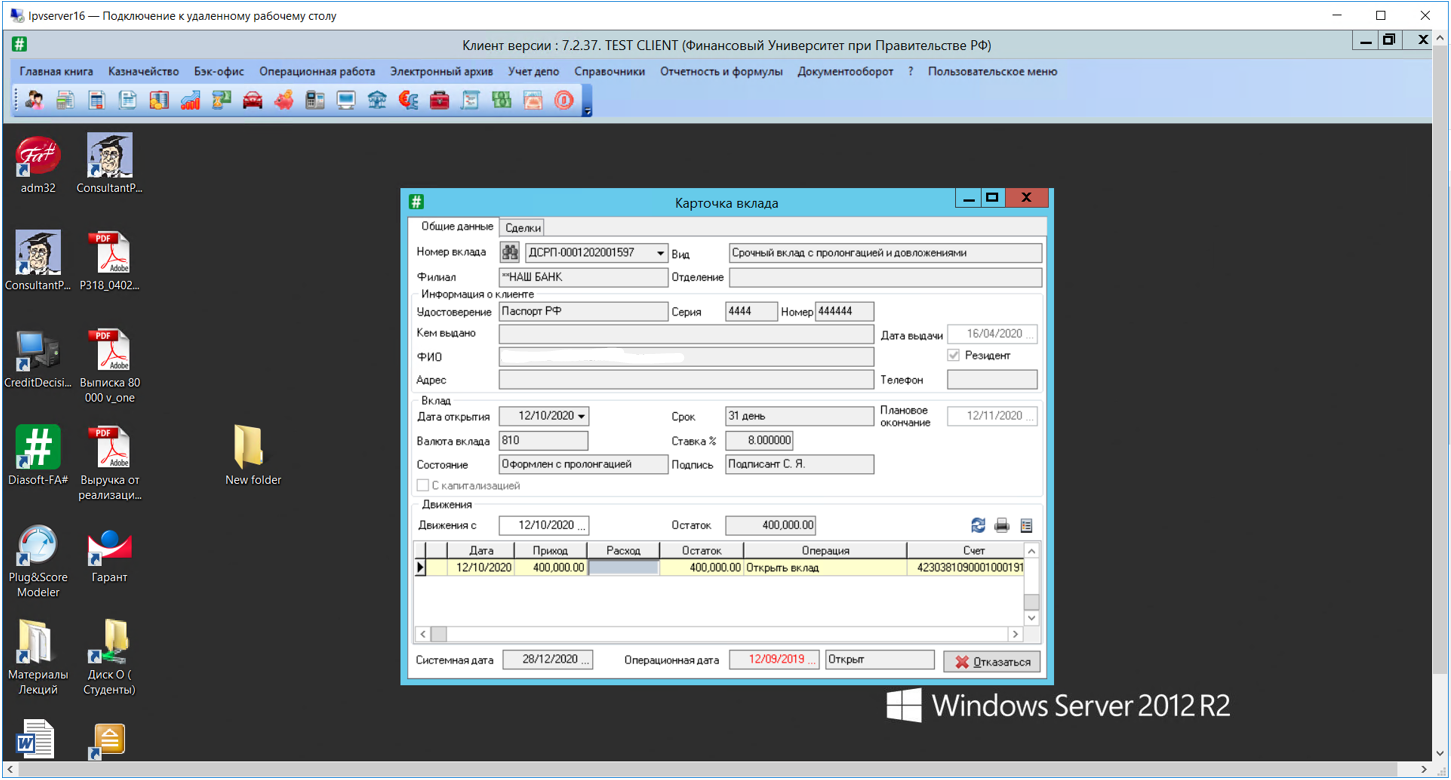 Ipvserver16 — Подключение к удаленному рабочему столу
Клиент версии : 7.2.37. TEST CLIENT (Финансовый Университет при Правительстве РФ)
Главная книга Казначейство Бэк-офис Операционная работа Электронный архив Учет депо Справочники Отчетность и формулы Документооборот ? Пользовательское меню
adm32
ConsultantP...
ConsultantP...
P318_0402...
CreditDecisi...
Выписка 80 000 v_one
Diasoft-FA#
Выручка от реализаци...
New folder
Plug&Score Modeler
Гарант
Материалы Лекций
Диск О ( Студенты)
Карточка вклада
Общие данные Сделки
Номер вклада ДСРП-0001202001597 Вид Срочный вклад с пролонгацией и довложениями
Филиал **НАШ БАНК Отделение
Информация о клиенте
Удостоверение Паспорт РФ Серия 4444 Номер 444444
Кем выдано Дата выдачи 16/04/2020 ...
ФИО Резидент
Адрес Телефон
Вклад
Дата открытия 12/10/2020 Срок 31 день Плановое окончание 12/11/2020 ...
Валюта вклада 810 Ставка % 8.000000
Состояние Оформлен с пролонгацией Подпись Подписант С. Я.
С капитализацией
Движения
Движения с 12/10/2020 ... Остаток 400,000.00
Дата Приход Расход Остаток Операция Счет
12/10/2020 400,000.00 400,000.00 Открыть вклад 4230381090001000191
Системная дата 28/12/2020 ... Операционная дата 12/09/2019 ... Открыт Отказаться
Windows Server 2012 R2